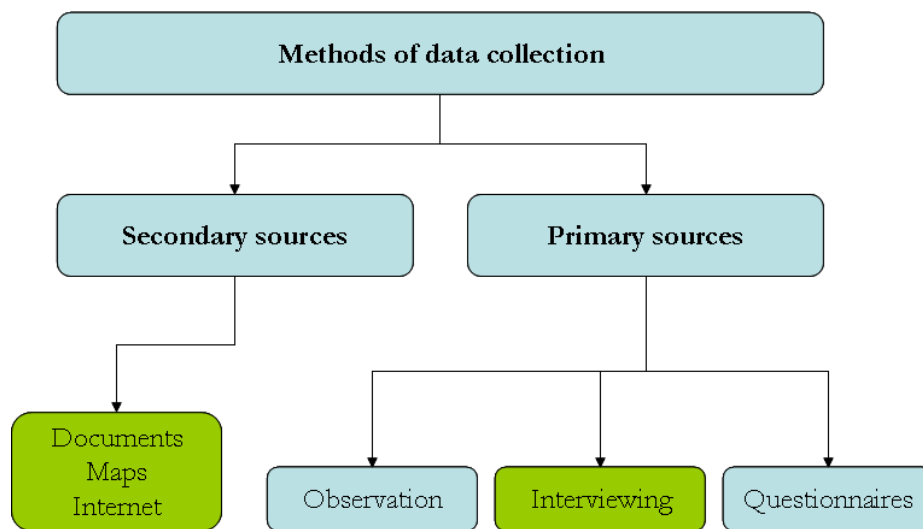 Methods of data collection
Secondary sources
Primary sources
Documents
Maps
Internet
Observation
Interviewing
Questionnaires